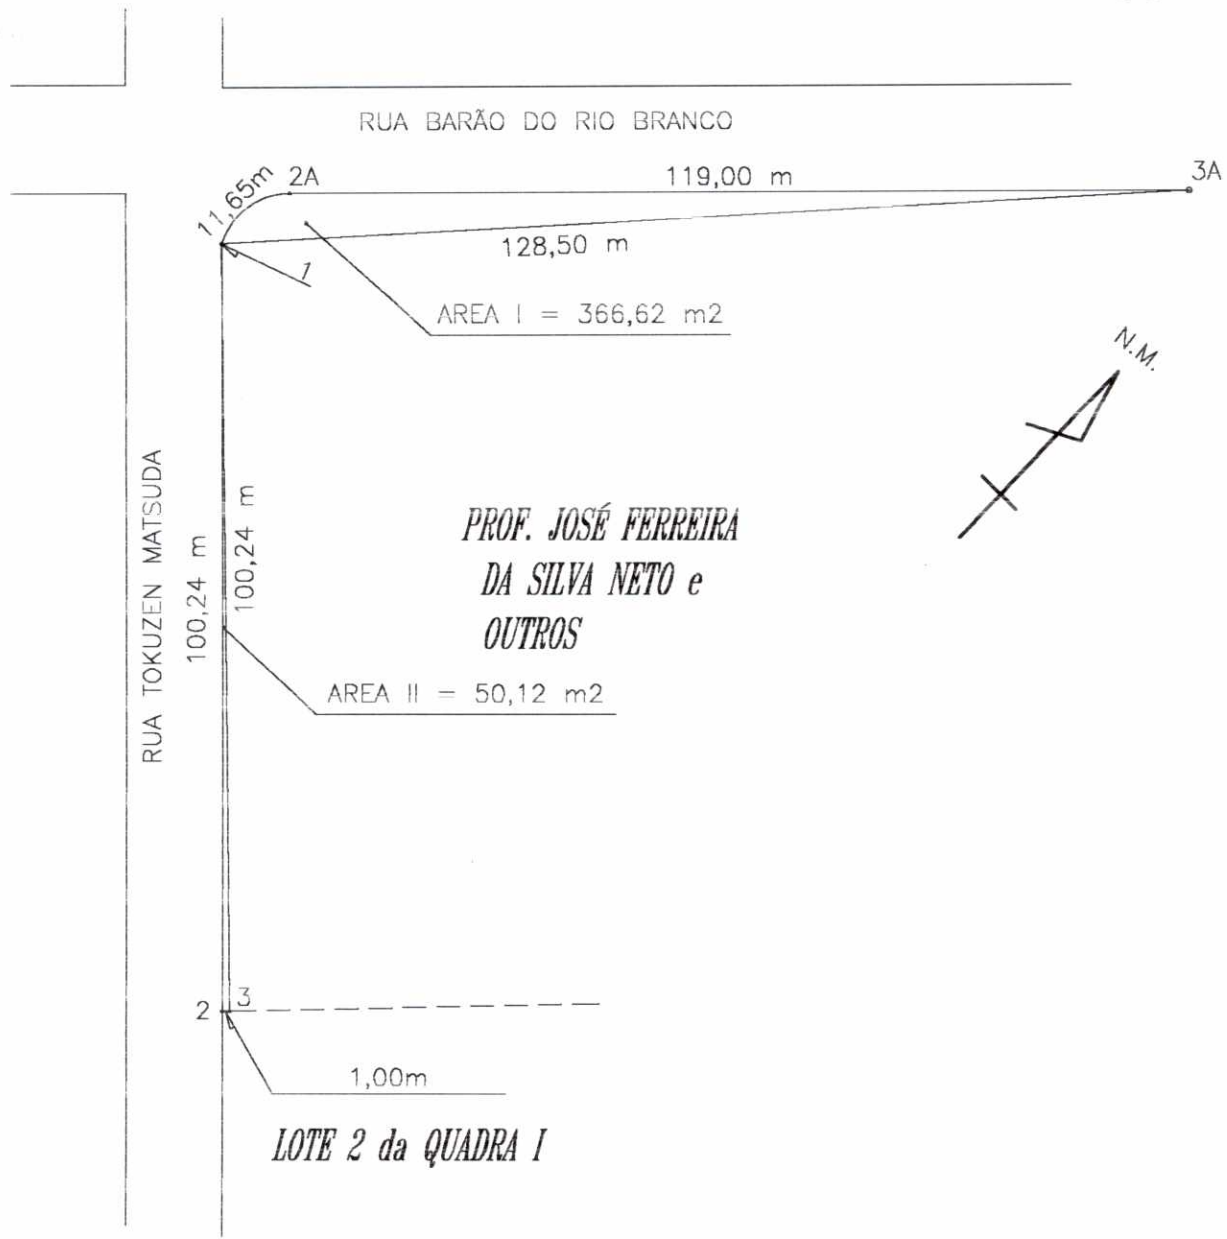 RUA BARÃO DO RIO BRANCO
11,65m
2A
119,00 m
3A
128,50 m
1
AREA I = 366,62 m2
N.M.
RUA TOKUZEN MATSUDA
100,24 m
100,24 m
PROF. JOSÉ FERREIRA
DA SILVA NETO e
OUTROS
AREA II = 50,12 m2
2
3
1,00m
LOTE 2 da QUADRA I